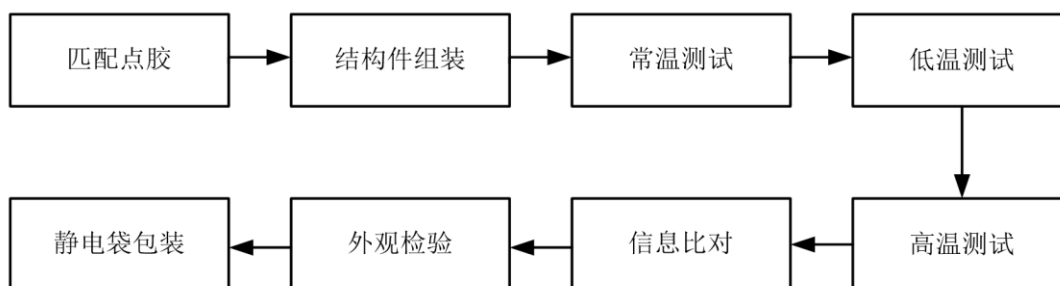 匹配点胶
结构件组装
常温测试
低温测试
高温测试
信息比对
外观检验
静电袋包装